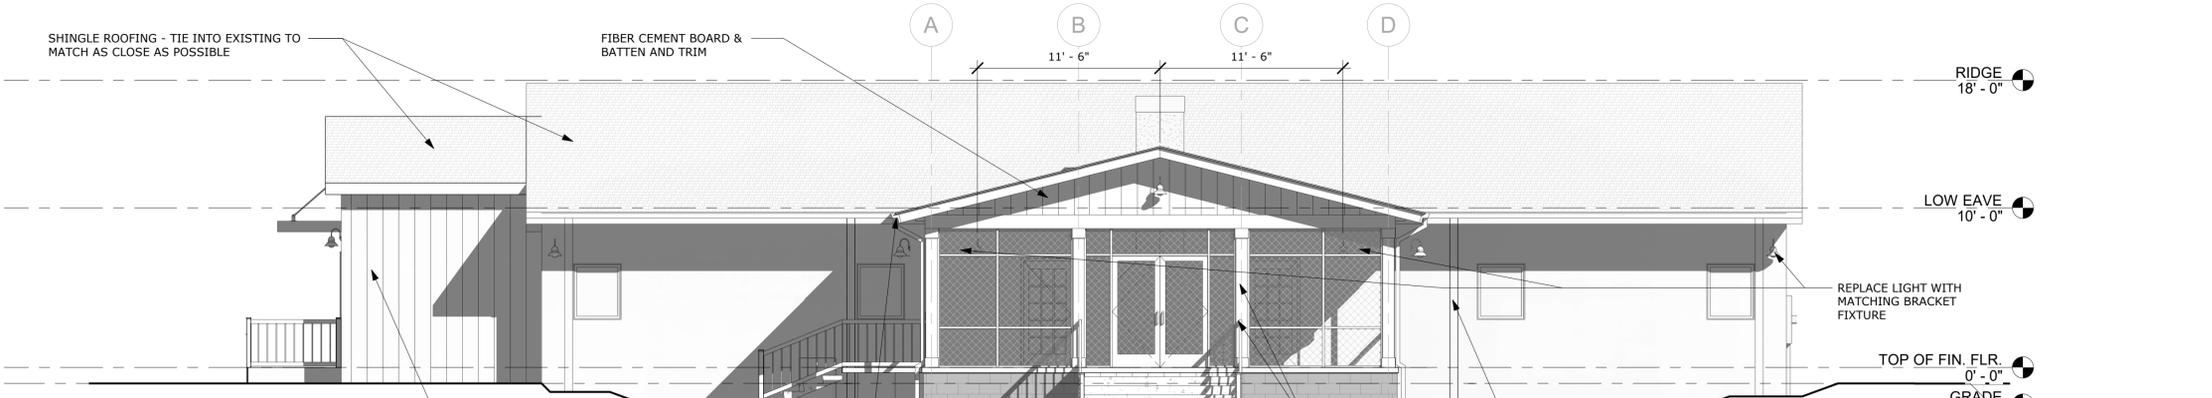 A B C D
SHINGLE ROOFING - TIE INTO EXISTING TO
MATCH AS CLOSE AS POSSIBLE
FIBER CEMENT BOARD &
BATTEN AND TRIM
11' - 6" 11' - 6"
RIDGE
18' - 0"
LOW EAVE
10' - 0"
REPLACE LIGHT WITH
MATCHING BRACKET
FIXTURE
TOP OF FIN. FLR.
0' - 0"
GRADE